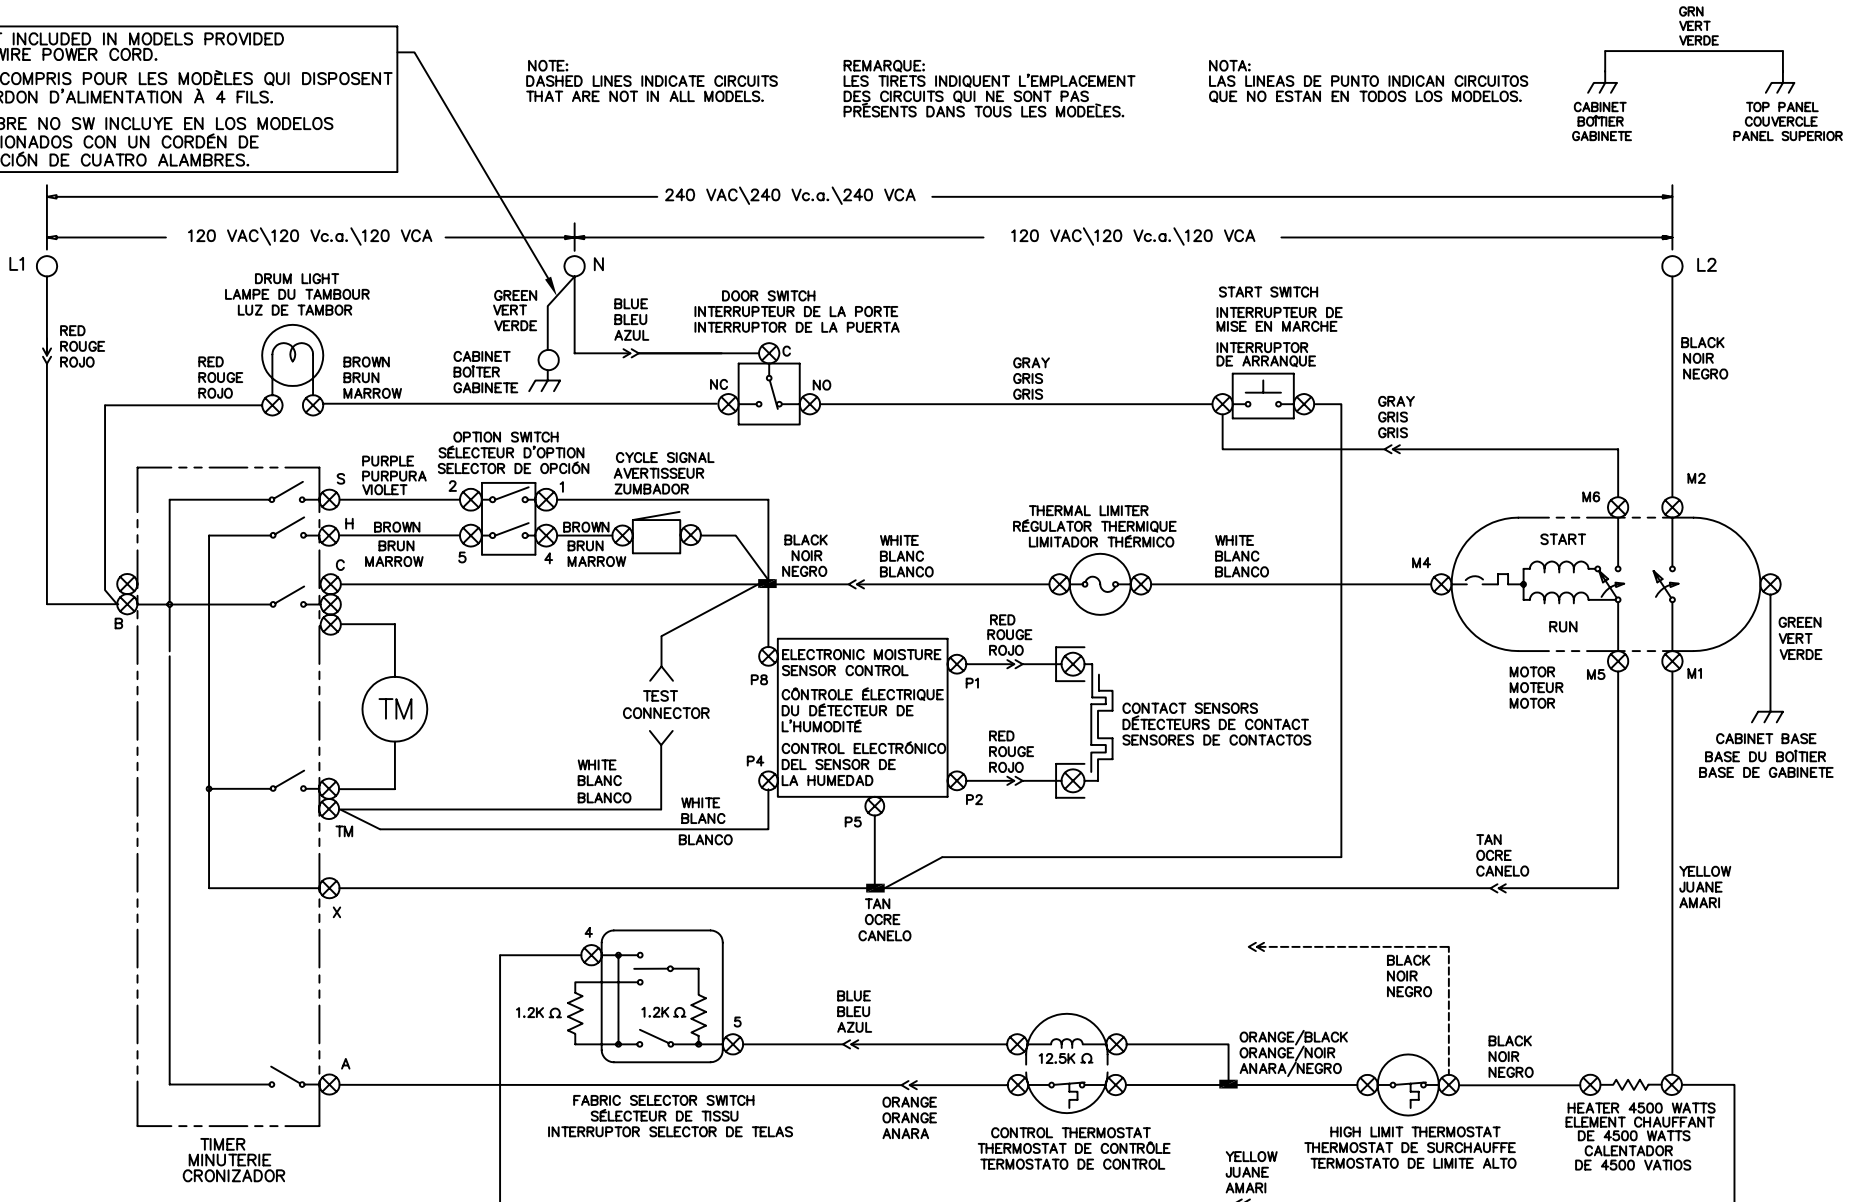 T INCLUDED IN MODELS PROVIDED
WIRE POWER CORD.
COMPRIS POUR LES MODÈLES QUI DISPOSENT
RDON D'ALIMENTATION À 4 FILS.
BRE NO SW INCLUYE EN LOS MODELOS
IONADOS CON UN CORDÉN DE
CIÓN DE CUATRO ALAMBRES.
NOTE:
DASHED LINES INDICATE CIRCUITS
THAT ARE NOT IN ALL MODELS.
REMARQUE:
LES TIRETS INDIQUENT L'EMPLACEMENT
DES CIRCUITS QUI NE SONT PAS
PRÉSENTS DANS TOUS LES MODÈLES.
NOTA:
LAS LINEAS DE PUNTO INDICAN CIRCUITOS
QUE NO ESTAN EN TODOS LOS MODELOS.
GRN
VERT
VERDE
CABINET
BOÎTIER
GABINETE
TOP PANEL
COUVERCLE
PANEL SUPERIOR
240 VAC\240 Vc.a.\240 VCA
120 VAC\120 Vc.a.\120 VCA
120 VAC\120 Vc.a.\120 VCA
L1
N
L2
RED
ROUGE
ROJO
DRUM LIGHT
LAMPE DU TAMBOUR
LUZ DE TAMBOR
RED
ROUGE
ROJO
BROWN
BRUN
MARROW
GREEN
VERT
VERDE
CABINET
BOÎTIER
GABINETE
BLUE
BLEU
AZUL
DOOR SWITCH
INTERRUPTEUR DE LA PORTE
INTERRUPTOR DE LA PUERTA
C
NC
NO
GRAY
GRIS
GRIS
START SWITCH
INTERRUPTEUR DE
MISE EN MARCHE
INTERRUPTOR
DE ARRANQUE
GRAY
GRIS
GRIS
BLACK
NOIR
NEGRO
OPTION SWITCH
SÉLECTEUR D'OPTION
SELECTOR DE OPCIÓN
PURPLE
PURPURA
VIOLET
S
2
1
CYCLE SIGNAL
AVERTISSEUR
ZUMBADOR
H
BROWN
BRUN
MARROW
5
4
BROWN
BRUN
MARROW
C
B
BLACK
NOIR
NEGRO
WHITE
BLANC
BLANCO
THERMAL LIMITER
RÉGULATOR THERMIQUE
LIMITADOR THÉRMICO
WHITE
BLANC
BLANCO
M4
M6
M2
START
RUN
MOTOR
MOTEUR
MOTOR
M5
M1
GREEN
VERT
VERDE
CABINET BASE
BASE DU BOÎTIER
BASE DE GABINETE
TM
TEST
CONNECTOR
P8
ELECTRONIC MOISTURE
SENSOR CONTROL
CÔNTROLE ÉLECTRIQUE
DU DÉTECTEUR DE
L'HUMODITÉ
CONTROL ELECTRÓNICO
DEL SENSOR DE
LA HUMEDAD
P4
P1
P2
P5
RED
ROUGE
ROJO
RED
ROUGE
ROJO
CONTACT SENSORS
DÉTECTEURS DE CONTACT
SENSORES DE CONTACTOS
WHITE
BLANC
BLANCO
WHITE
BLANC
BLANCO
TM
X
TAN
OCRE
CANELO
TAN
OCRE
CANELO
YELLOW
JUANE
AMARI
4
1.2K Ω
1.2K Ω
5
BLUE
BLEU
AZUL
12.5K Ω
ORANGE/BLACK
ORANGE/NOIR
ANARA/NEGRO
BLACK
NOIR
NEGRO
BLACK
NOIR
NEGRO
A
FABRIC SELECTOR SWITCH
SÉLECTEUR DE TISSU
INTERRUPTOR SELECTOR DE TELAS
ORANGE
ORANGE
ANARA
CONTROL THERMOSTAT
THERMOSTAT DE CONTRÔLE
TERMOSTATO DE CONTROL
HIGH LIMIT THERMOSTAT
THERMOSTAT DE SURCHAUFFE
TERMOSTATO DE LIMITE ALTO
HEATER 4500 WATTS
ELEMENT CHAUFFANT
DE 4500 WATTS
CALENTADOR
DE 4500 VATIOS
TIMER
MINUTERIE
CRONIZADOR
YELLOW
JUANE
AMARI